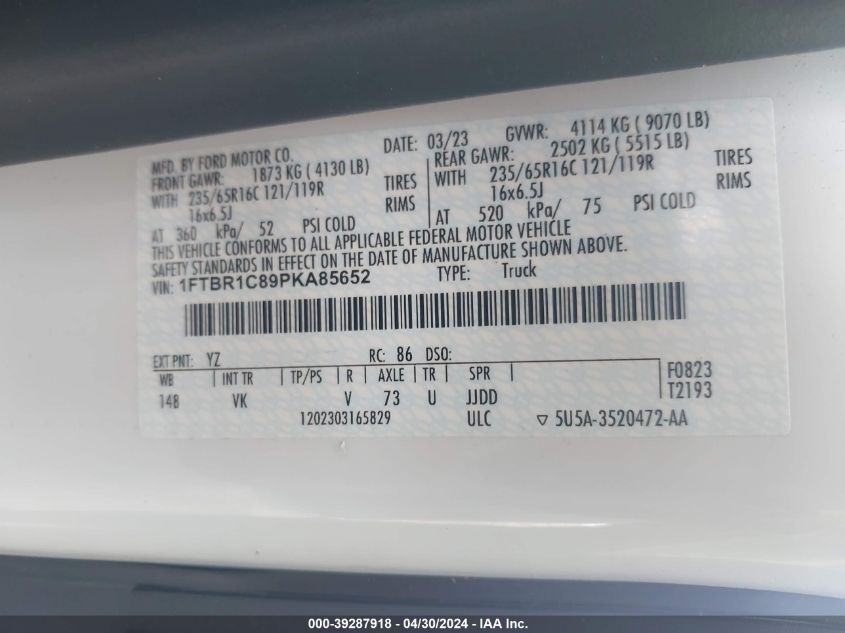 MFD. BY FORD MOTOR CO.
DATE: 03/23 GVWR: 4114 KG ( 9070 LB)
FRONT GAWR: 1873 KG ( 4130 LB)
REAR GAWR: 2502 KG ( 5515 LB)
WITH 235/65R16C 121/119R TIRES
WITH 235/65R16C 121/119R TIRES
16x6.5J RIMS
16x6.5J RIMS
AT 360 kPa/ 52 PSI COLD
AT 520 kPa/ 75 PSI COLD
THIS VEHICLE CONFORMS TO ALL APPLICABLE FEDERAL MOTOR VEHICLE
SAFETY STANDARDS IN EFFECT ON THE DATE OF MANUFACTURE SHOWN ABOVE.
VIN: 1FTBR1C89PKA85652 TYPE: Truck
EXT PNT: YZ RC: 86 DSO:
WB INT TR TP/PS R AXLE TR SPR F0823
148 VK V 73 U JJDD T2193
1202303165829 ULC ▽ 5U5A-3520472-AA
000-39287918 - 04/30/2024 - IAA Inc.